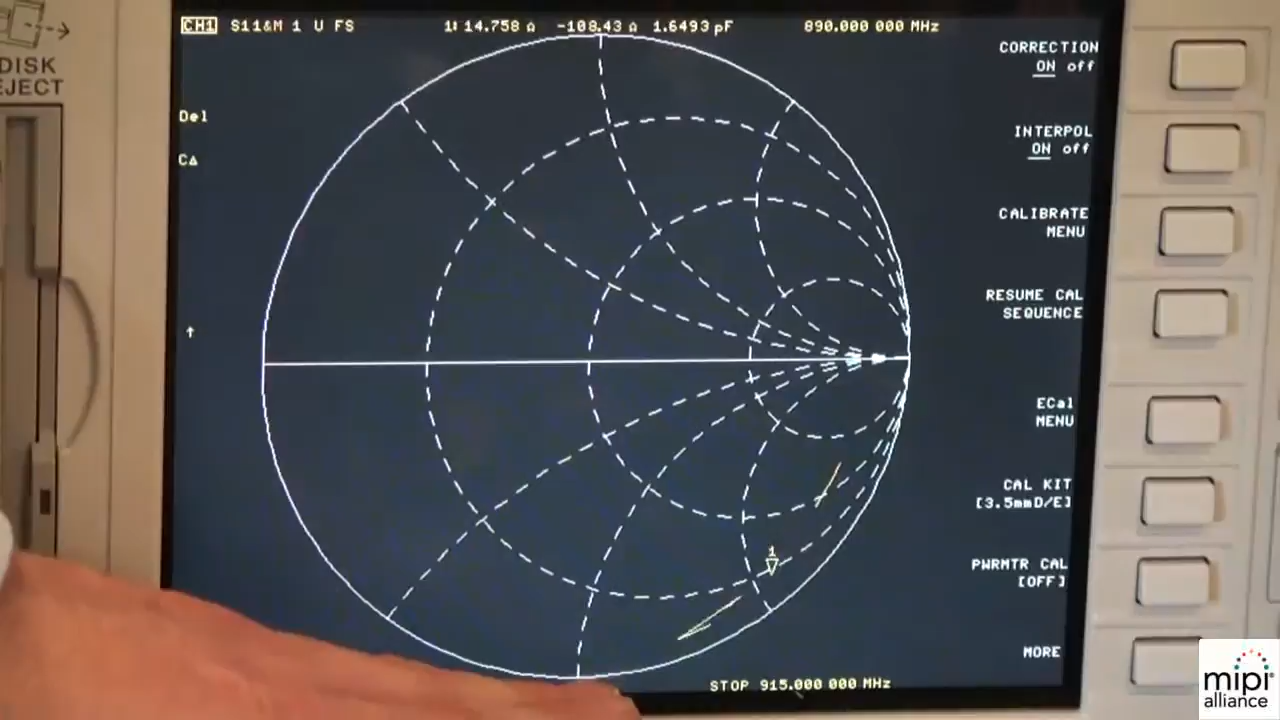 DISK
EJECT
CH1 S11&M 1 U FS 1: 14.758 Ω -108.43 Ω 1.6493 pF 890.000 000 MHz
Del
CΔ
↑
CORRECTION
ON off
INTERPOL
ON off
CALIBRATE
MENU
RESUME CAL
SEQUENCE
ECal
MENU
CAL KIT
[3.5mmD/E]
PWRMTR CAL
[OFF]
MORE
1
STOP 915.000 000 MHz
mipi
alliance